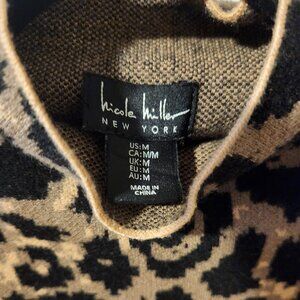 nicole miller
NEW YORK
US:M
CA:M/M
UK:M
EU:M
AU:M
MADE IN
CHINA